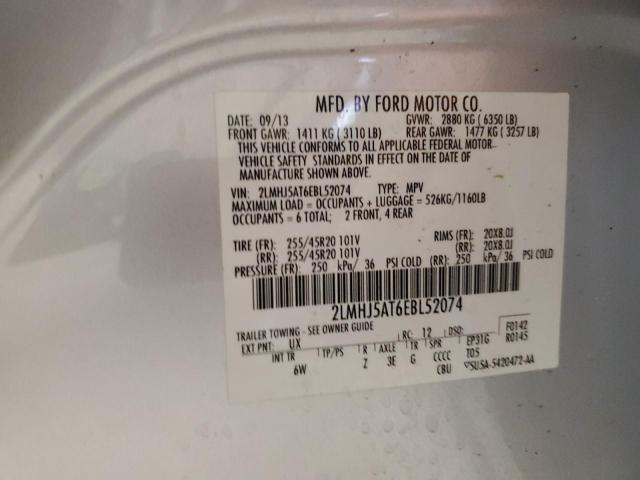 MFD. BY FORD MOTOR CO.
DATE: 09/13 GVWR: 2880 KG ( 6350 LB)
FRONT GAWR: 1411 KG ( 3110 LB) REAR GAWR: 1477 KG ( 3257 LB)
THIS VEHICLE CONFORMS TO ALL APPLICABLE FEDERAL MOTOR
VEHICLE SAFETY STANDARDS IN EFFECT ON THE DATE OF
MANUFACTURE SHOWN ABOVE.
VIN: 2LMHJ5AT6EBL52074 TYPE: MPV
MAXIMUM LOAD = OCCUPANTS + LUGGAGE = 526KG/1160LB
OCCUPANTS = 6 TOTAL; 2 FRONT, 4 REAR
TIRE (FR): 255/45R20 101V RIMS (FR): 20X8.0J
(RR): 255/45R20 101V (RR): 20X8.0J
PRESSURE (FR): 250 kPa/ 36 PSI COLD (RR): 250 kPa/ 36 PSI COLD
2LMHJ5AT6EBL52074
TRAILER TOWING - SEE OWNER GUIDE
EXT PNT: UX RC: 12 DSO: F0142
INT TR TP/PS R AXLE TR SPR EP31G R0145
6W Z 3E G CCCC T05
CBU 5U5A-5420472-AA